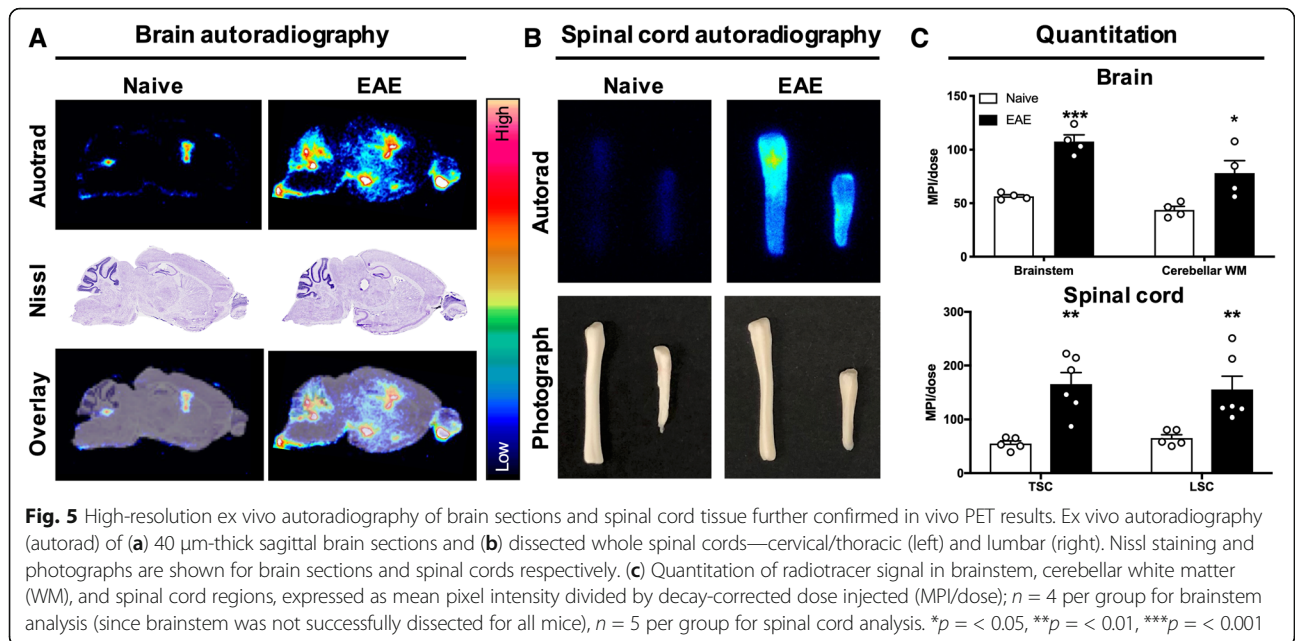 A Brain autoradiography
Naive EAE
Auotrad
Nissl
Overlay
High
Low
B Spinal cord autoradiography
Naive EAE
Autorad
Photograph
C Quantitation
Brain
Naive
EAE
MPI/dose
150
100
50
0
***
*
Brainstem Cerebellar WM
Spinal cord
MPI/dose
300
200
100
0
**
**
TSC LSC
Fig. 5 High-resolution ex vivo autoradiography of brain sections and spinal cord tissue further confirmed in vivo PET results. Ex vivo autoradiography
(autorad) of (a) 40 μm-thick sagittal brain sections and (b) dissected whole spinal cords—cervical/thoracic (left) and lumbar (right). Nissl staining and
photographs are shown for brain sections and spinal cords respectively. (c) Quantitation of radiotracer signal in brainstem, cerebellar white matter
(WM), and spinal cord regions, expressed as mean pixel intensity divided by decay-corrected dose injected (MPI/dose); n = 4 per group for brainstem
analysis (since brainstem was not successfully dissected for all mice), n = 5 per group for spinal cord analysis. *p = < 0.05, **p = < 0.01, ***p = < 0.001